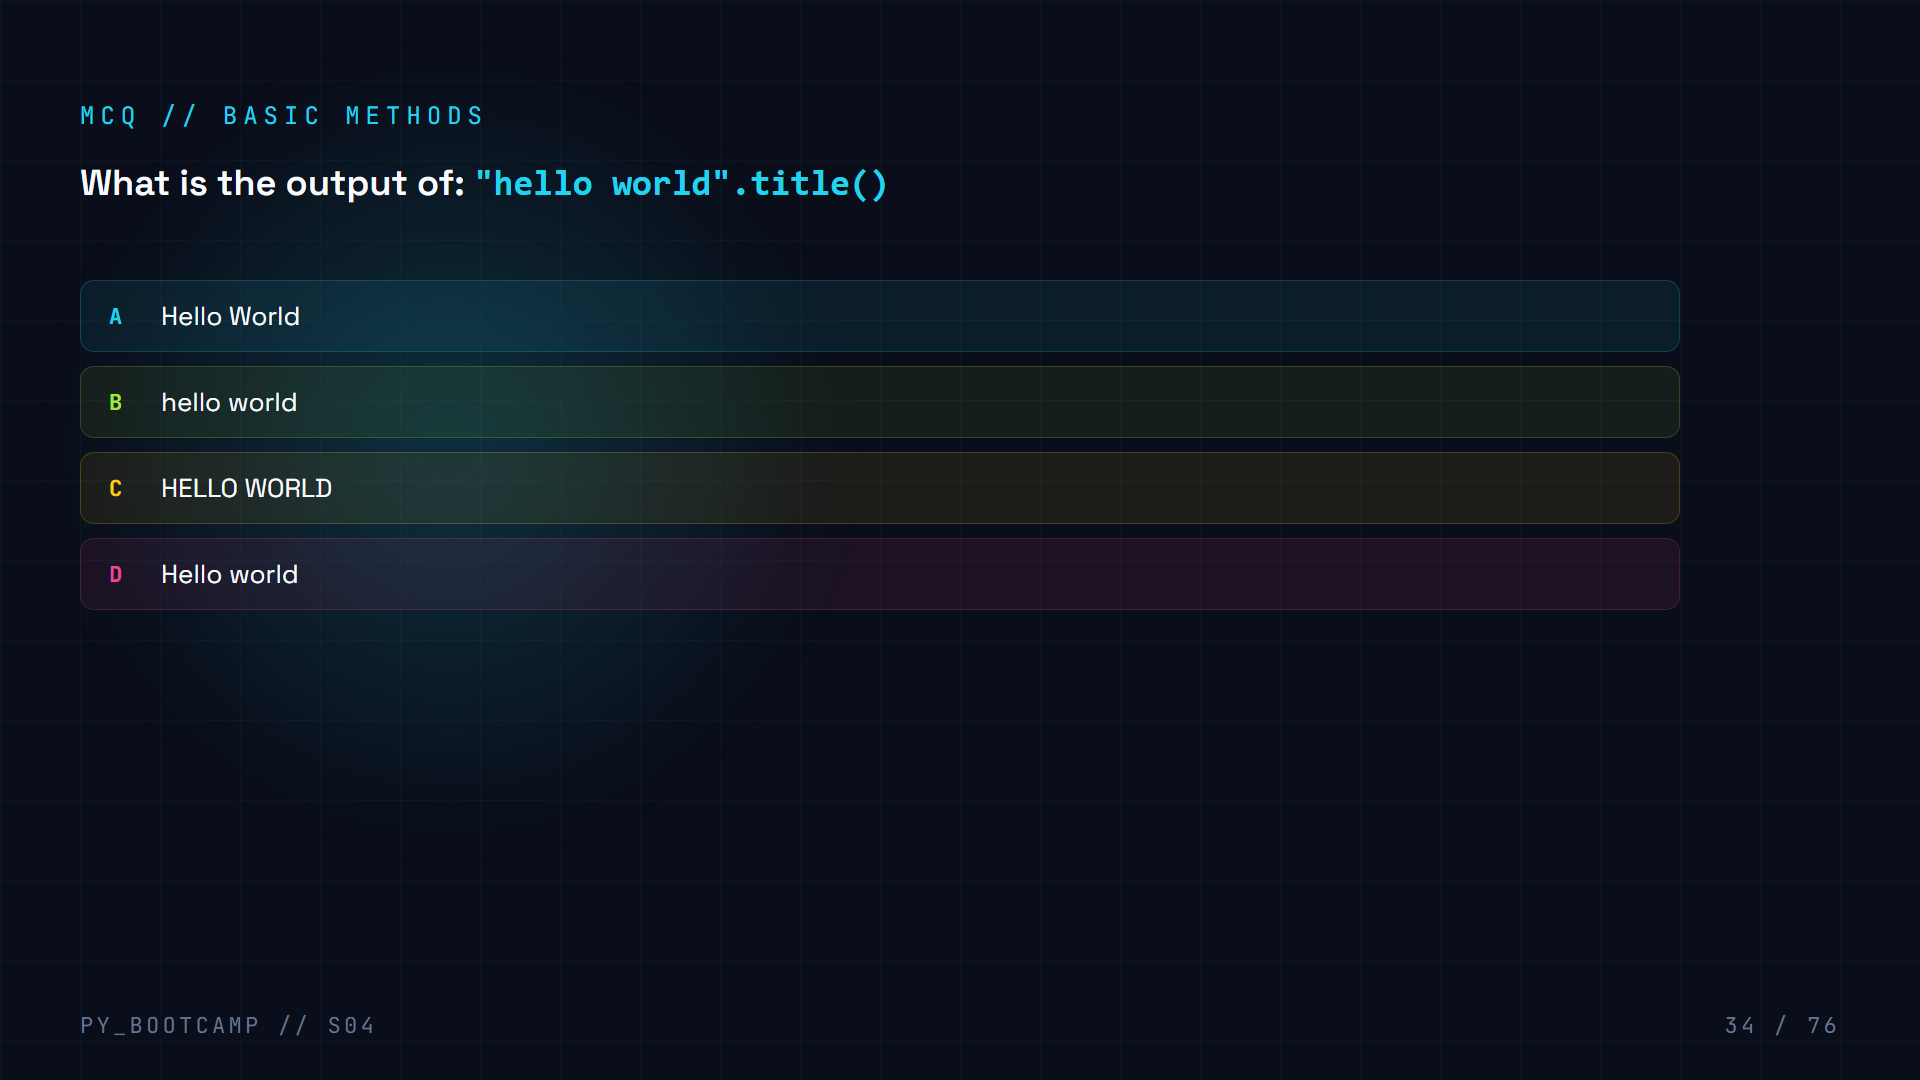 MCQ // BASIC METHODS
What is the output of: "hello world".title()
A Hello World
B hello world
C HELLO WORLD
D Hello world
PY_BOOTCAMP // S04
34 / 76